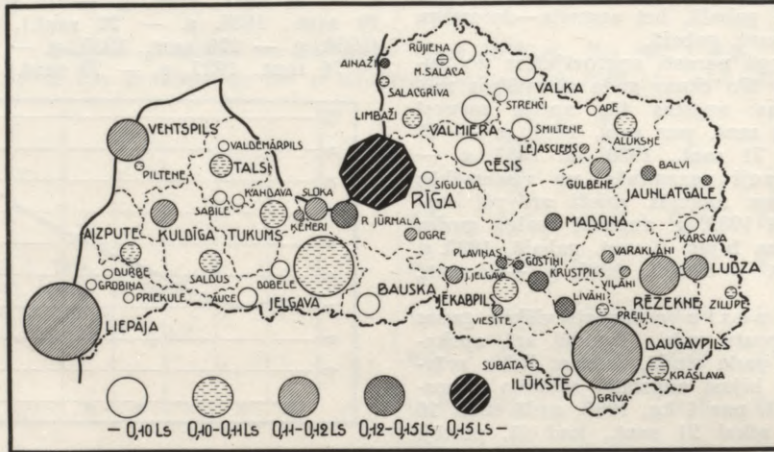 RŪJIENA
AINAŽI
M.SALACA
VALKA
SALACGRĪVA
STRENČI
APE
VENTSPILS
LIMBAŽI
VALMIERA
SMILTENE
ALŪKSNE
VALDEMĀRPILS
LEJASCIEMS
TALSI
CĒSIS
PILTENE
GULBENE
BALVI
RĪGA
SIGULDA
JAUNLATGALE
KANDAVA
SLOKA
SABILE
ĶEMERI
R.JŪRMALA
MADONA
AIZPUTE
KULDĪGA
TUKUMS
OGRE
KĀRSAVA
PLAVIŅAS
GOSTIŅI
VARAKĻĀNI
LUDZA
DURBE
SALDUS
DOBELE
J.JELGAVA
KRUSTPILS
VIĻĀNI
GROBIŅA
PRIEKULE
AUCE
JELGAVA
BAUSKA
JĒKABPILS
LĪVĀNI
RĒZEKNE
ZILUPE
LIEPĀJA
VIESĪTE
PREIĻI
DAUGAVPILS
SUBATA
ILŪKSTE
KRĀSLAVA
GRĪVA
— 0,10 Ls 0,10-0,11 Ls 0,11-0,12 Ls 0,12-0,15 Ls 0,15 Ls —